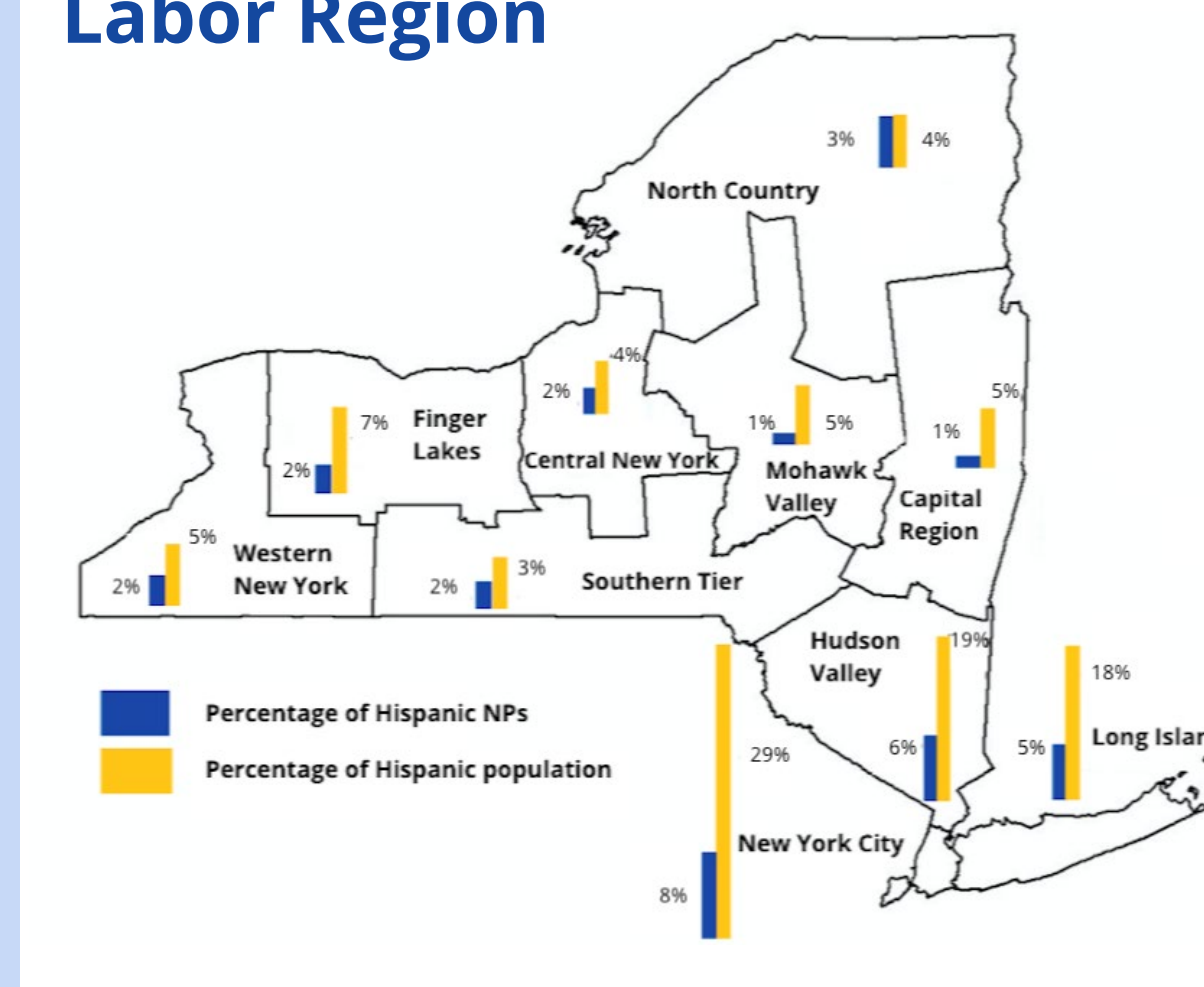 Labor Region
3%
4%
North Country
4%
2%
5%
7%
Finger
Lakes
1%
5%
1%
2%
Central New York
Mohawk
Valley
Capital
Region
5%
Western
New York
2%
2%
3%
Southern Tier
Hudson
Valley
19%
18%
Percentage of Hispanic NPs
6%
5%
Long Islan
29%
Percentage of Hispanic population
New York City
8%